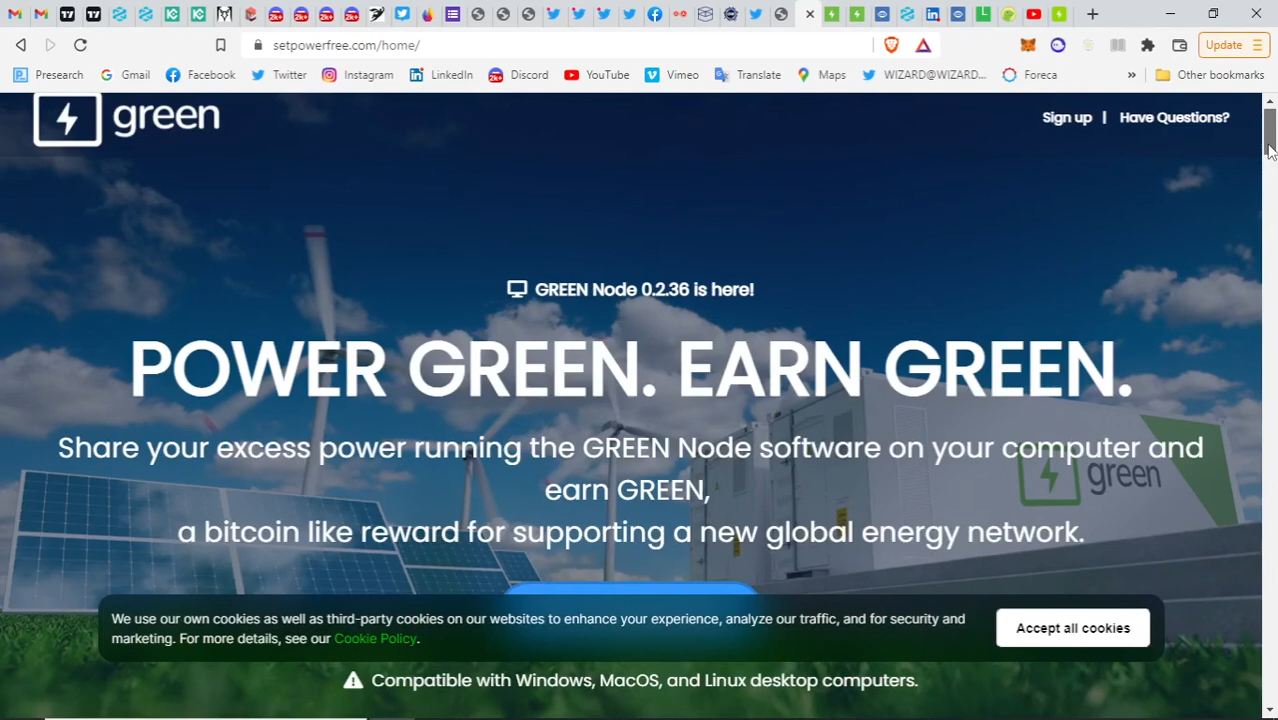 setpowerfree.com/home/
Update
Presearch
Gmail
Facebook
Twitter
Instagram
LinkedIn
Discord
YouTube
Vimeo
Translate
Maps
WIZARD@WIZARD...
Foreca
»
Other bookmarks
green
Sign up | Have Questions?
GREEN Node 0.2.36 is here!
POWER GREEN. EARN GREEN.
Share your excess power running the GREEN Node software on your computer and
earn GREEN,
a bitcoin like reward for supporting a new global energy network.
green
We use our own cookies as well as third-party cookies on our websites to enhance your experience, analyze our traffic, and for security and
marketing. For more details, see our Cookie Policy.
Accept all cookies
Compatible with Windows, MacOS, and Linux desktop computers.